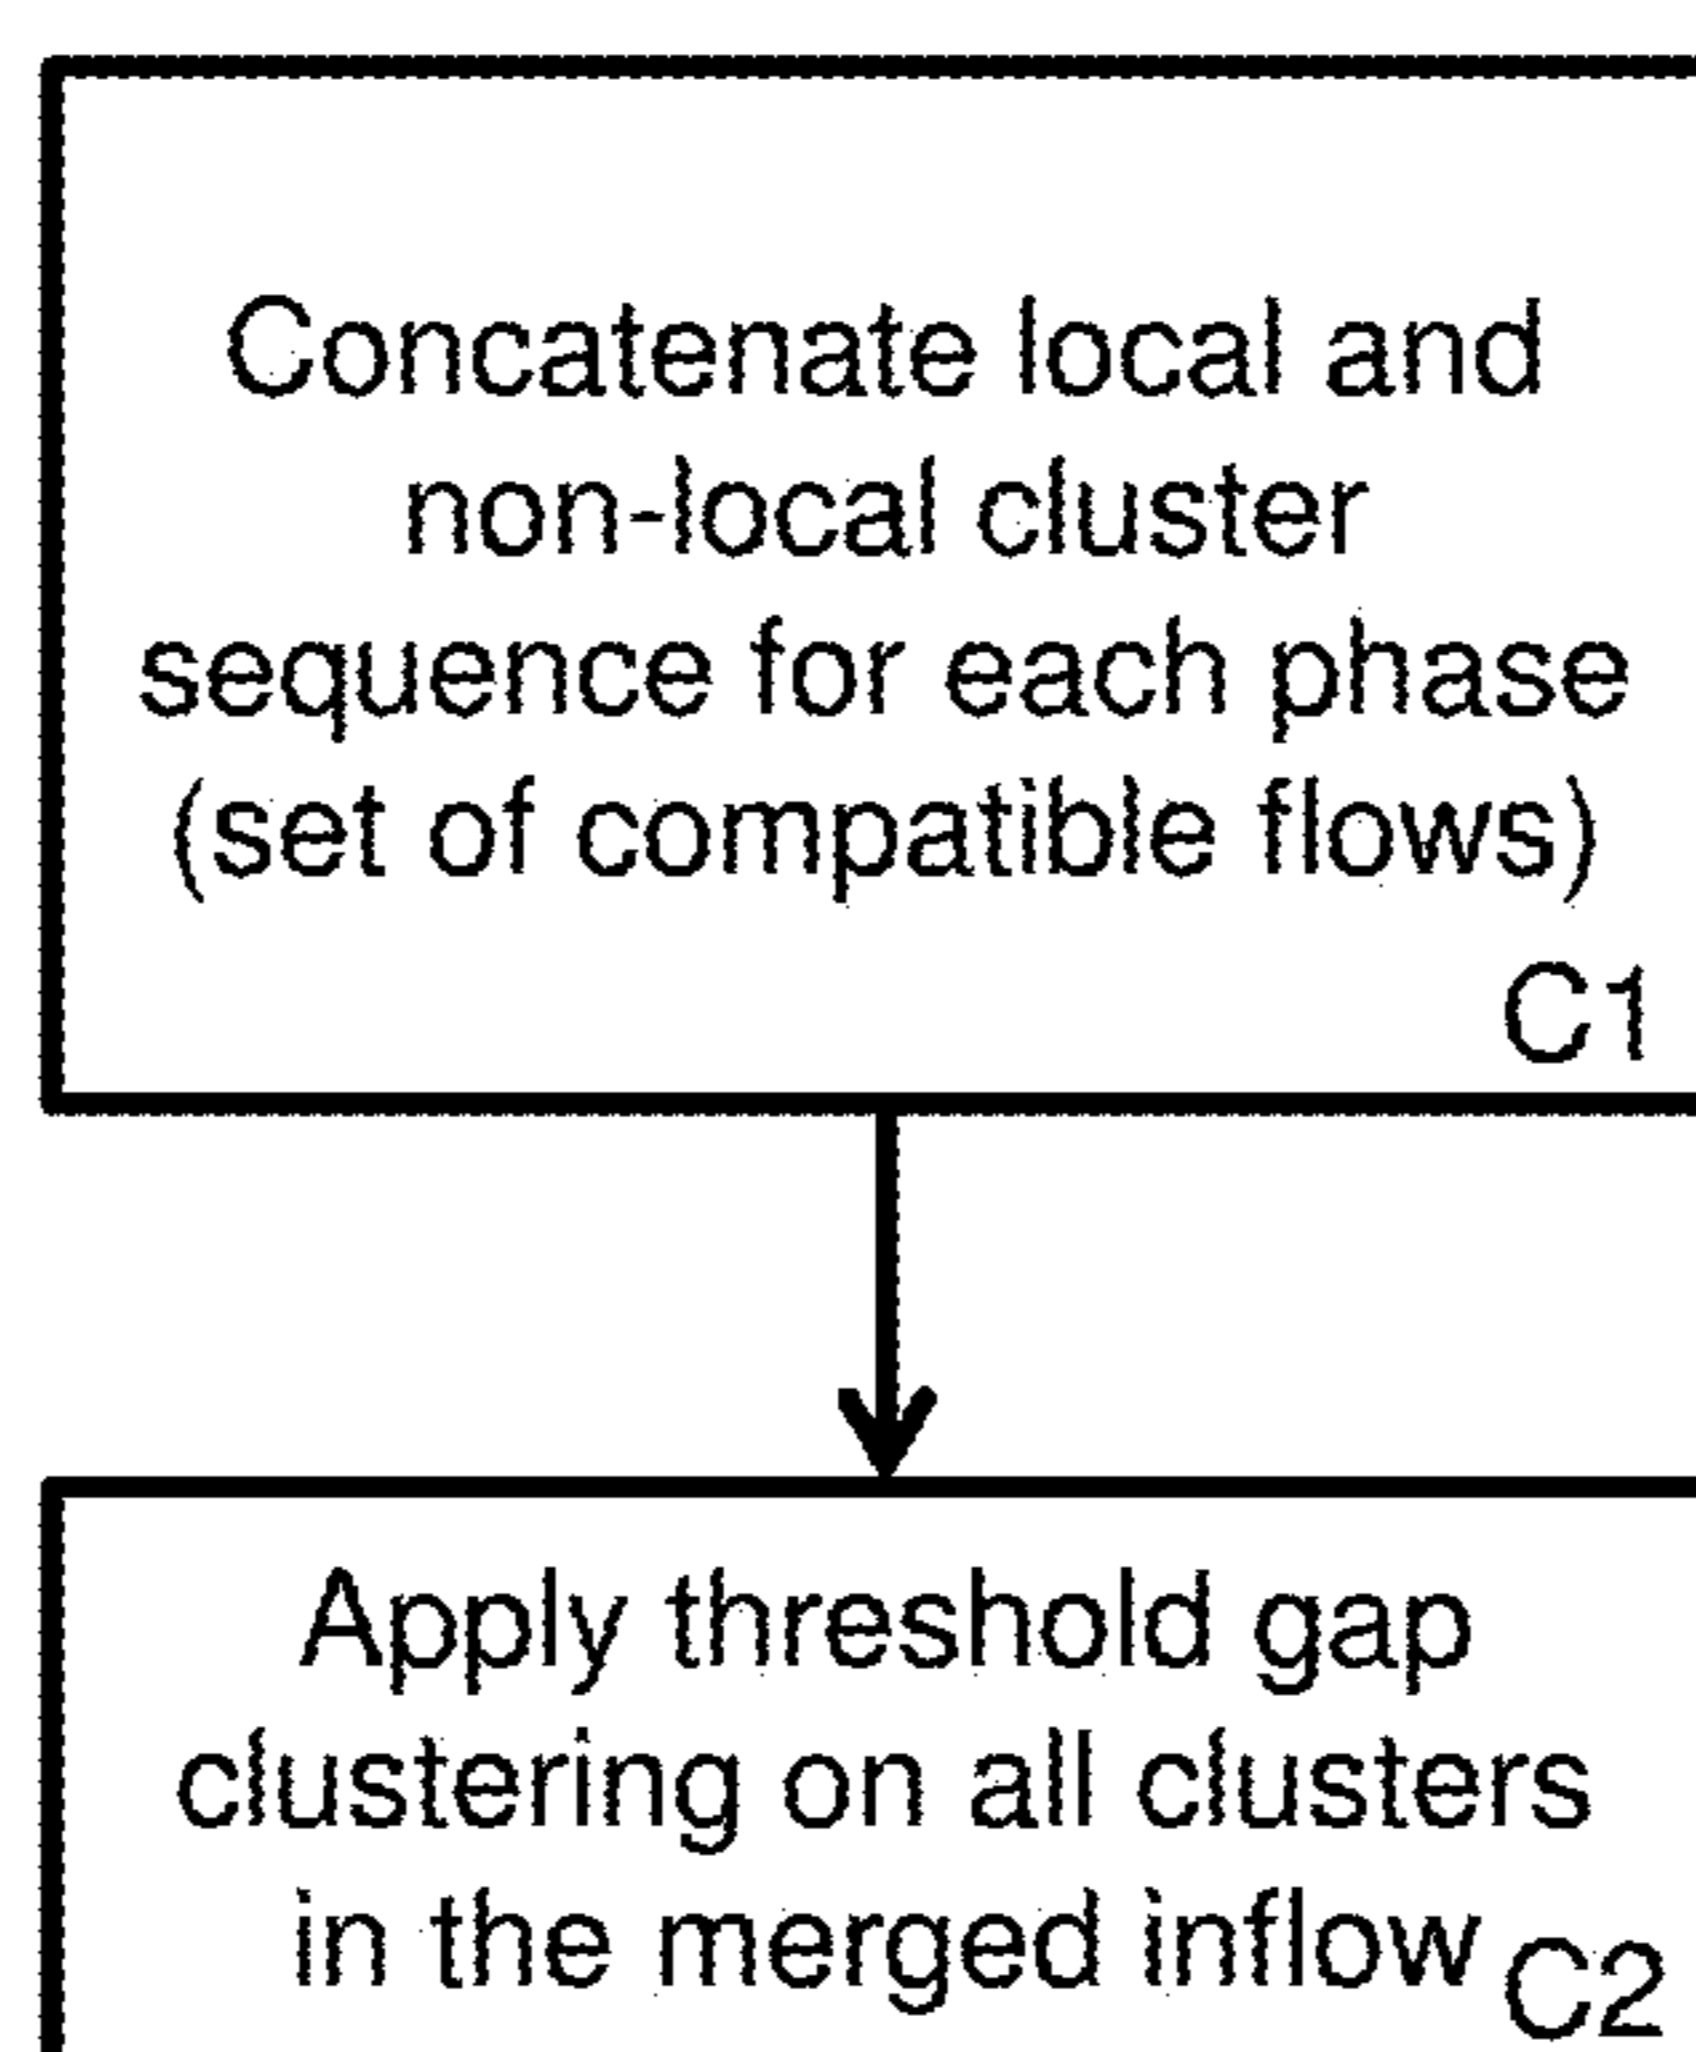 Concatenate local and
non-local cluster
sequence for each phase
(set of compatible flows)
C1
Apply threshold gap
clustering on all clusters
in the merged inflow
C2